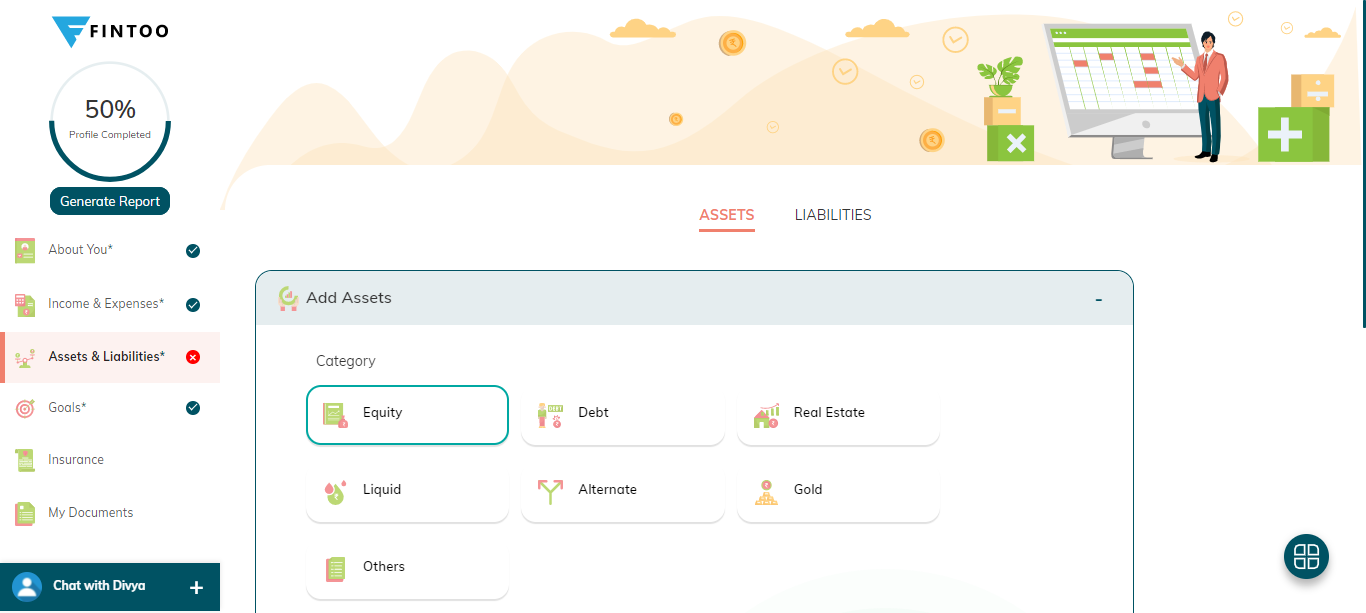 FINTOO
50%
Profile Completed
Generate Report
About You*
Income & Expenses*
Assets & Liabilities*
Goals*
Insurance
My Documents
Chat with Divya
+
ASSETS LIABILITIES
Add Assets -
Category
Equity Debt Real Estate
Liquid Alternate Gold
Others